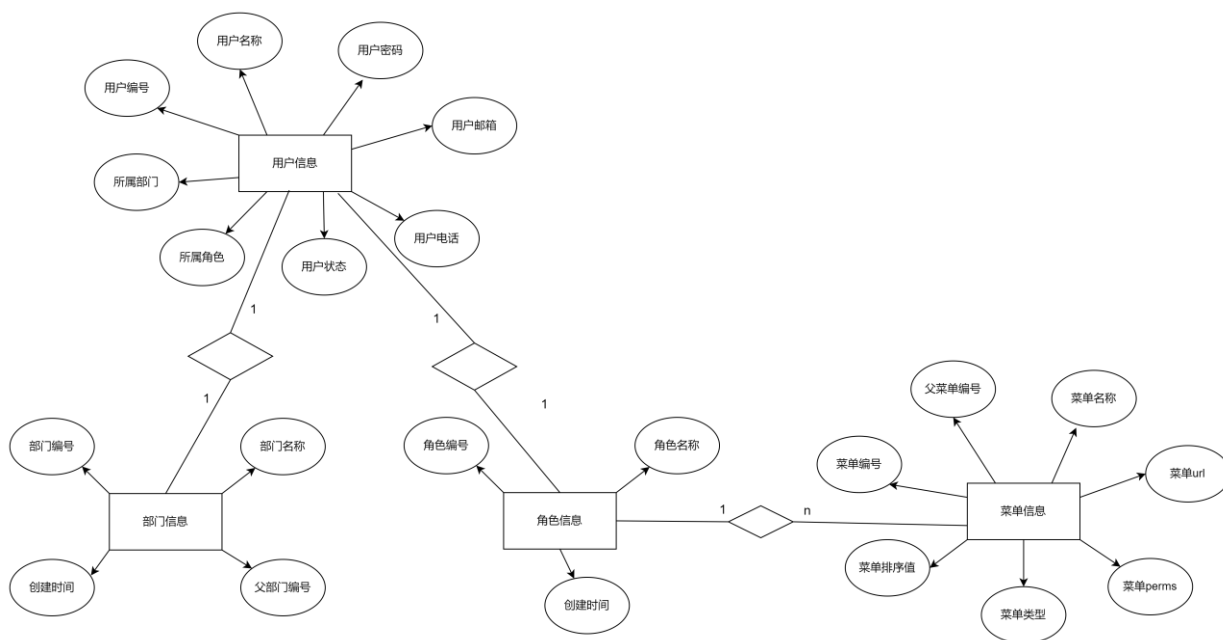 用户名称
用户密码
用户编号
用户邮箱
用户信息
所属部门
用户电话
所属角色
用户状态
1
1
1
1
部门编号
部门名称
部门信息
创建时间
父部门编号
角色编号
角色名称
角色信息
创建时间
1
n
父菜单编号
菜单名称
菜单编号
菜单url
菜单信息
菜单排序值
菜单perms
菜单类型